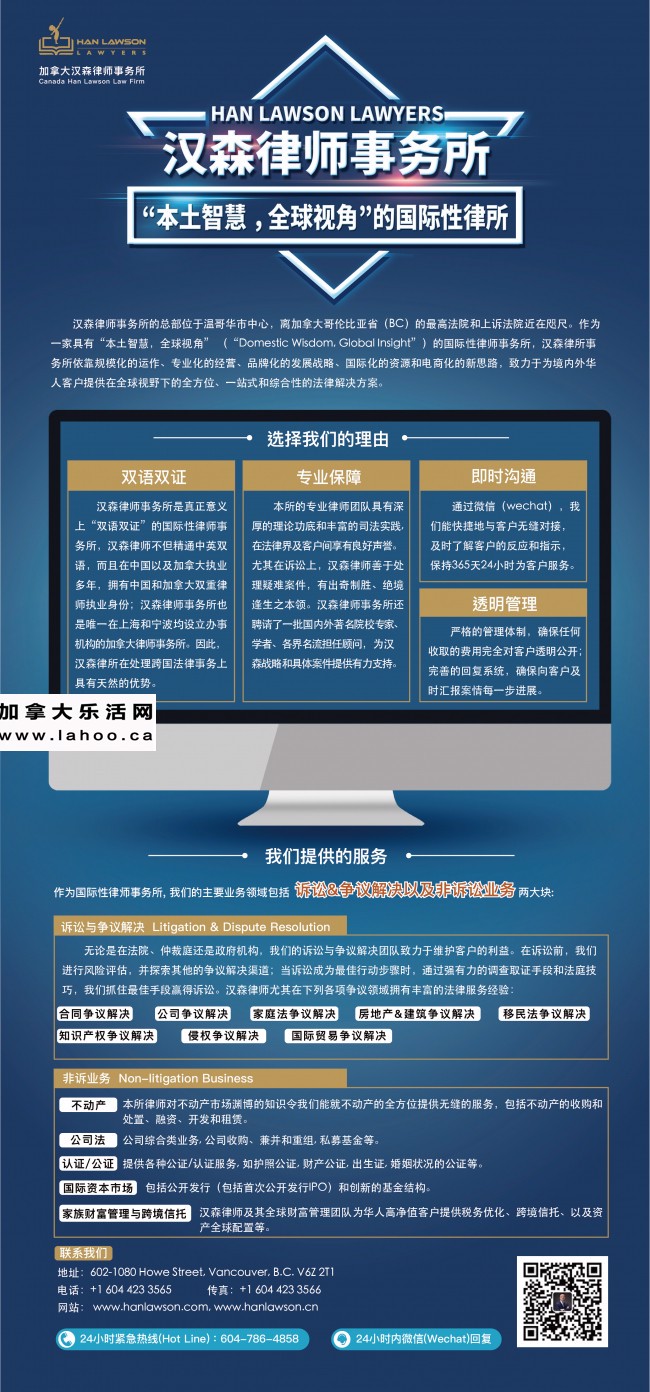 HAN LAWSON
LAWYERS
加拿大汉森律师事务所
Canada Han Lawson Law Firm
HAN LAWSON LAWYERS
汉森律师事务所
“本土智慧，全球视角”的国际性律所
汉森律师事务所的总部位于温哥华市中心，离加拿大哥伦比亚省（BC）的最高法院和上诉法院近在咫尺。作为
一家具有“本土智慧，全球视角”（“Domestic Wisdom, Global Insight”）的国际性律师事务所，汉森律所事
务所依靠规模化的运作、专业化的经营、品牌化的发展战略、国际化的资源和电商化的新思路，致力于为境内外华
人客户提供在全球视野下的全方位、一站式和综合性的法律解决方案。
选择我们的理由
双语双证
汉森律师事务所是真正意义
上“双语双证”的国际性律师事
务所，汉森律师不但精通中英双
语，而且在中国以及加拿大执业
多年，拥有中国和加拿大双重律
师执业身份；汉森律师事务所也
是唯一在上海和宁波均设立办事
机构的加拿大律师事务所。因此，
汉森律所在处理跨国法律事务上
具有天然的优势。
专业保障
本所的专业律师团队具有深
厚的理论功底和丰富的司法实践，
在法律界及客户间享有良好声誉。
尤其在诉讼上，汉森律师善于处
理疑难案件，有出奇制胜、绝境
逢生之本领。汉森律师事务所还
聘请了一批国内外著名院校专家、
学者、各界名流担任顾问，为汉
森战略和具体案件提供有力支持。
即时沟通
通过微信（wechat），我
们能快捷地与客户无缝对接，
及时了解客户的反应和指示，
保持365天24小时为客户服务。
透明管理
严格的管理体制，确保任何
收取的费用完全对客户透明公开；
完善的回复系统，确保向客户及
时汇报案情每一步进展。
加拿大乐活网
www.lahoo.ca
我们提供的服务
作为国际性律师事务所，我们的主要业务领域包括 诉讼&争议解决以及非诉讼业务 两大块：
诉讼与争议解决 Litigation & Dispute Resolution
无论是在法院、仲裁庭还是政府机构，我们的诉讼与争议解决团队致力于维护客户的利益。在诉讼前，我们
进行风险评估，并探索其他的争议解决渠道；当诉讼成为最佳行动步骤时，通过强有力的调查取证手段和法庭技
巧，我们抓住最佳手段赢得诉讼。汉森律师尤其在下列各项争议领域拥有丰富的法律服务经验：
合同争议解决 公司争议解决 家庭法争议解决 房地产&建筑争议解决 移民法争议解决
知识产权争议解决 侵权争议解决 国际贸易争议解决
非诉业务 Non-litigation Business
不动产 本所律师对不动产市场渊博的知识令我们能就不动产的全方位提供无缝的服务，包括不动产的收购和
处置、融资、开发和租赁。
公司法 公司综合类业务，公司收购、兼并和重组，私募基金等。
认证/公证 提供各种公证/认证服务，如护照公证，财产公证，出生证，婚姻状况的公证等。
国际资本市场 包括公开发行（包括首次公开发行IPO）和创新的基金结构。
家族财富管理与跨境信托 汉森律师及其全球财富管理团队为华人高净值客户提供税务优化、跨境信托、以及资
产全球配置等。
联系我们
地址：602-1080 Howe Street, Vancouver, B.C. V6Z 2T1
电话：+1 604 423 3565 传真：+1 604 423 3566
网站：www.hanlawson.com, www.hanlawson.cn
24小时紧急热线(Hot Line)：604-786-4858
24小时内微信(Wechat)回复